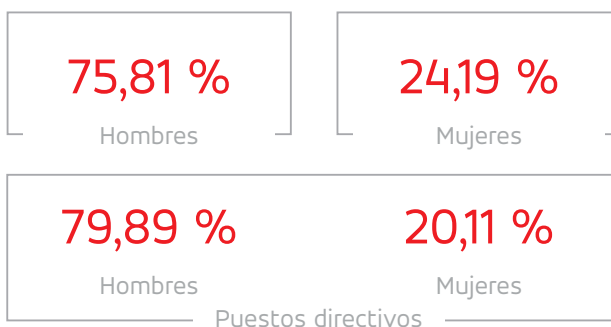 75,81 % 24,19 %
Hombres Mujeres
79,89 % 20,11 %
Hombres Mujeres
Puestos directivos